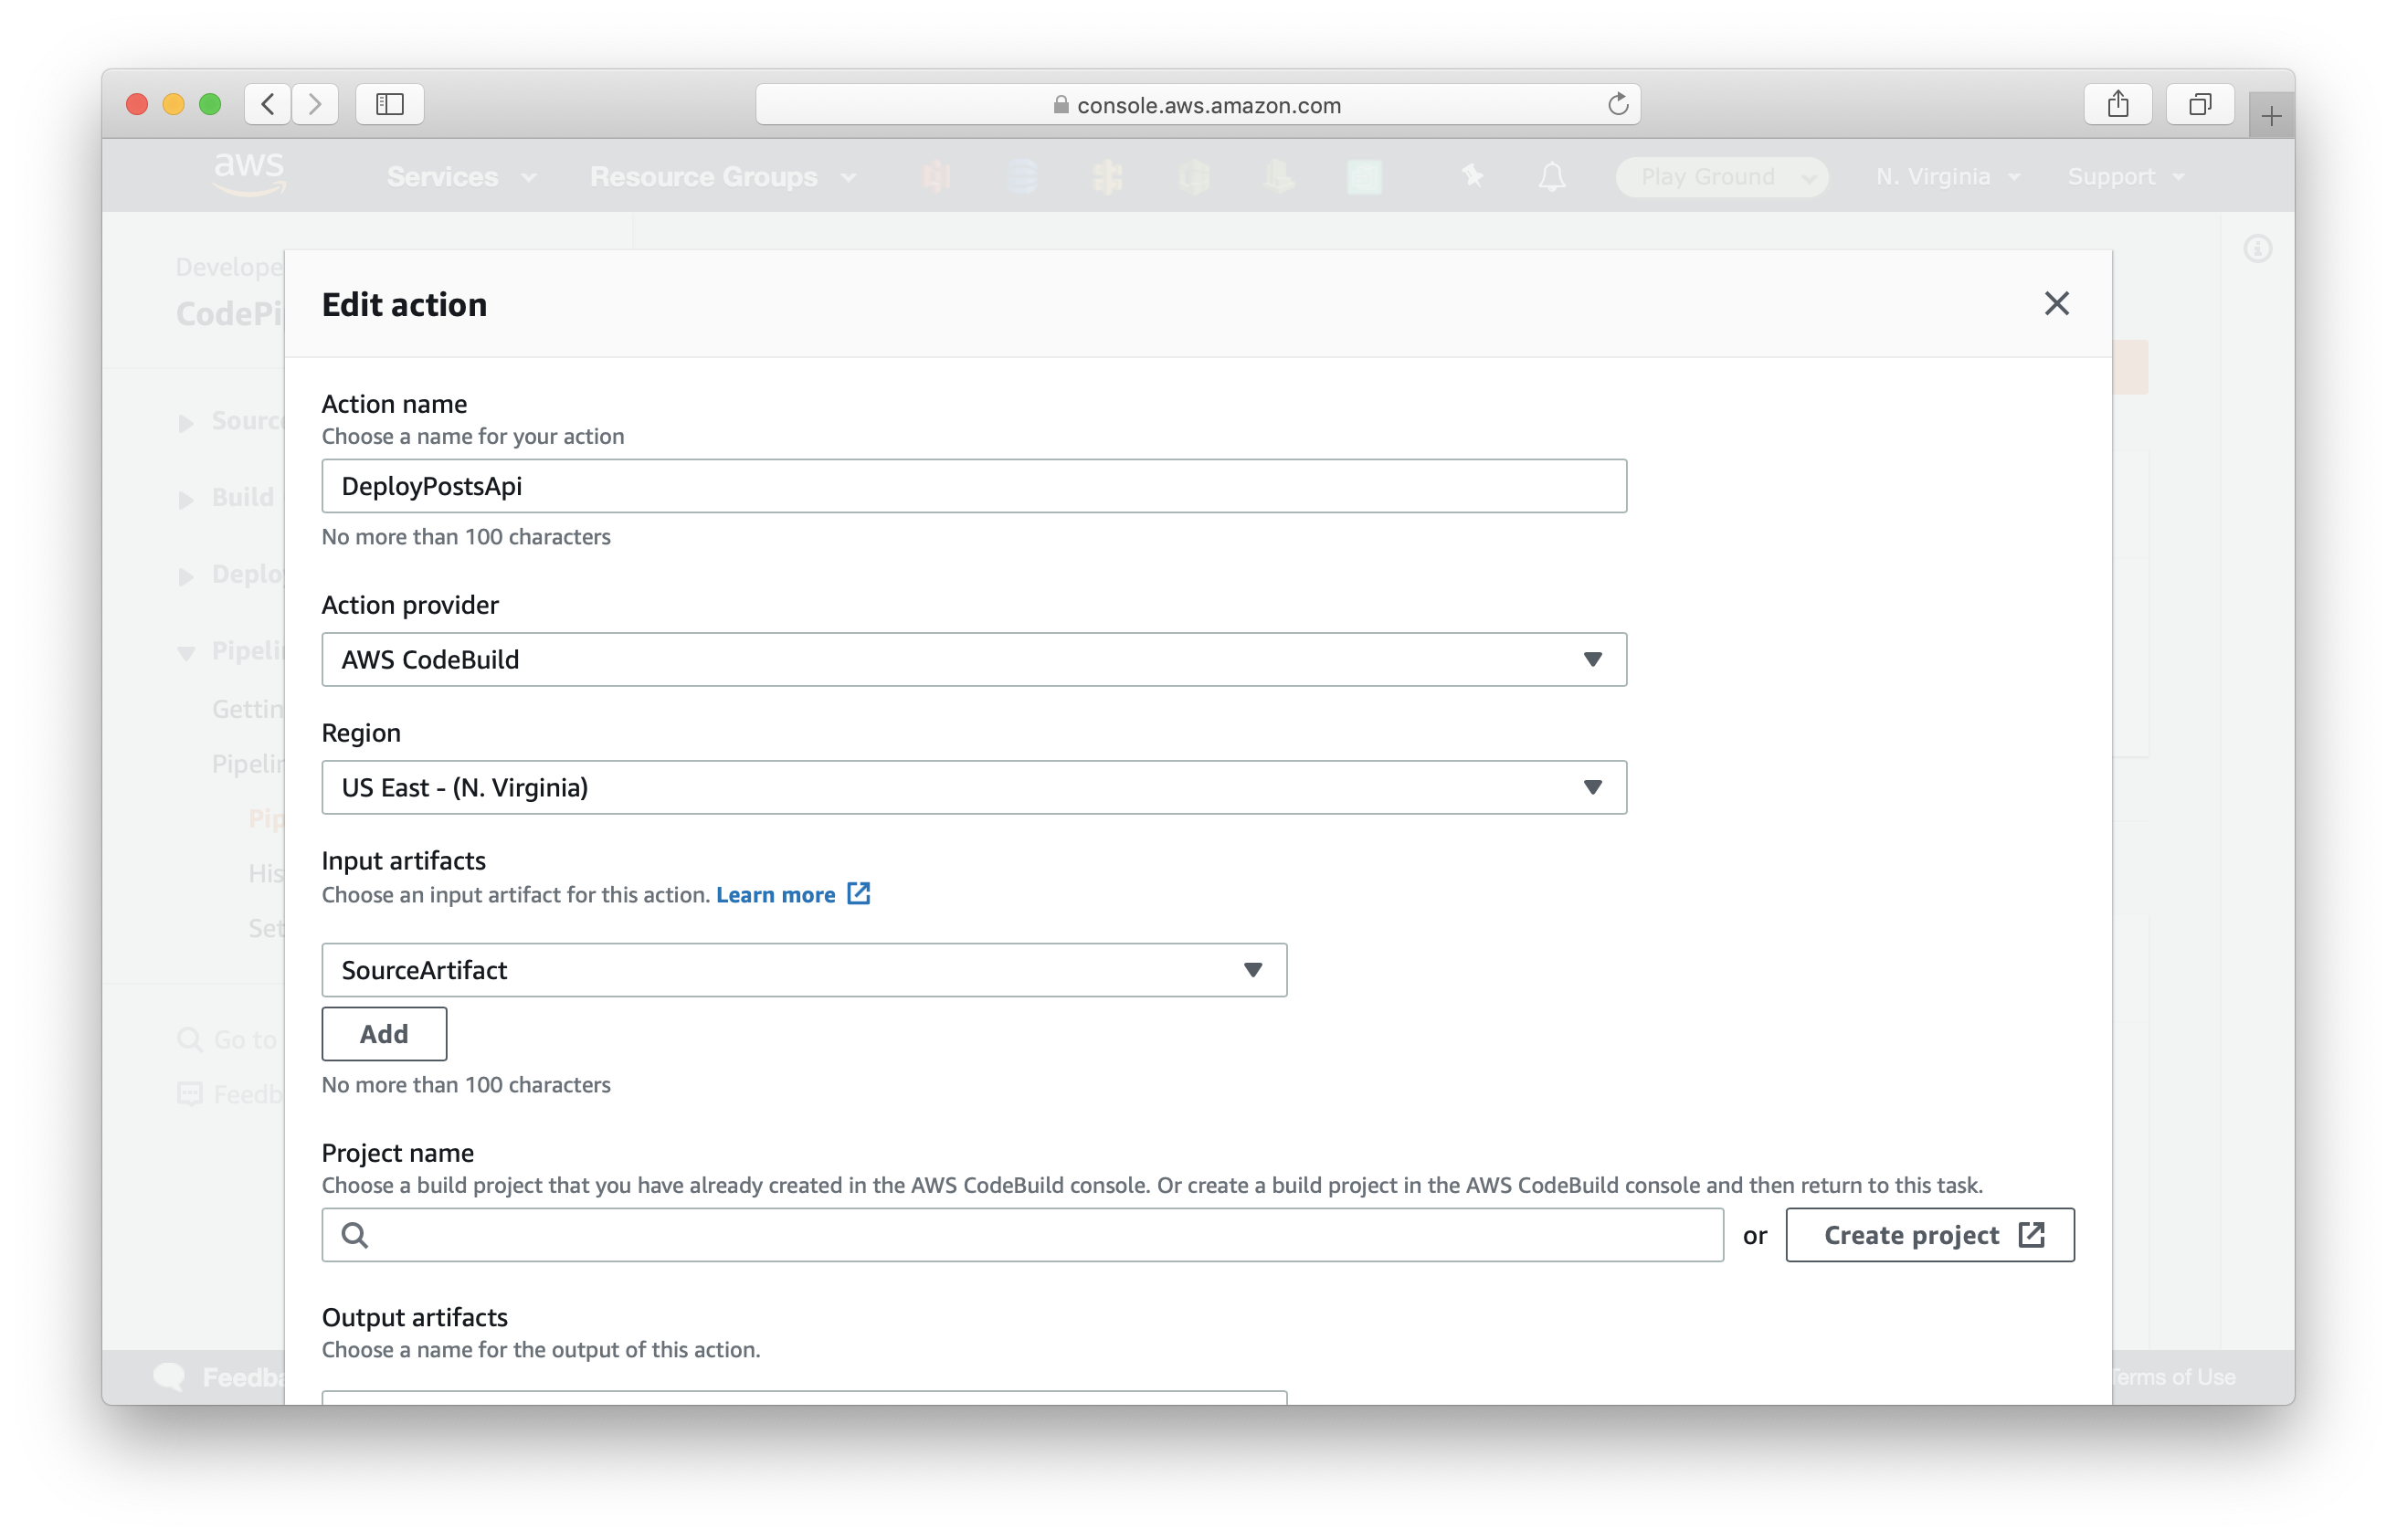 console.aws.amazon.com
aws Services Resource Groups Play Ground N. Virginia Support
Edit action
Action name
Choose a name for your action
DeployPostsApi
No more than 100 characters
Action provider
AWS CodeBuild
Region
US East - (N. Virginia)
Input artifacts
Choose an input artifact for this action. Learn more
SourceArtifact
Add
No more than 100 characters
Project name
Choose a build project that you have already created in the AWS CodeBuild console. Or create a build project in the AWS CodeBuild console and then return to this task.
or Create project
Output artifacts
Choose a name for the output of this action.
Develope
CodePi
Source
Build
Deploy
Pipelin
Gettin
Pipelin
Pip
His
Set
Go to
Feedb
Feedba
Terms of Use